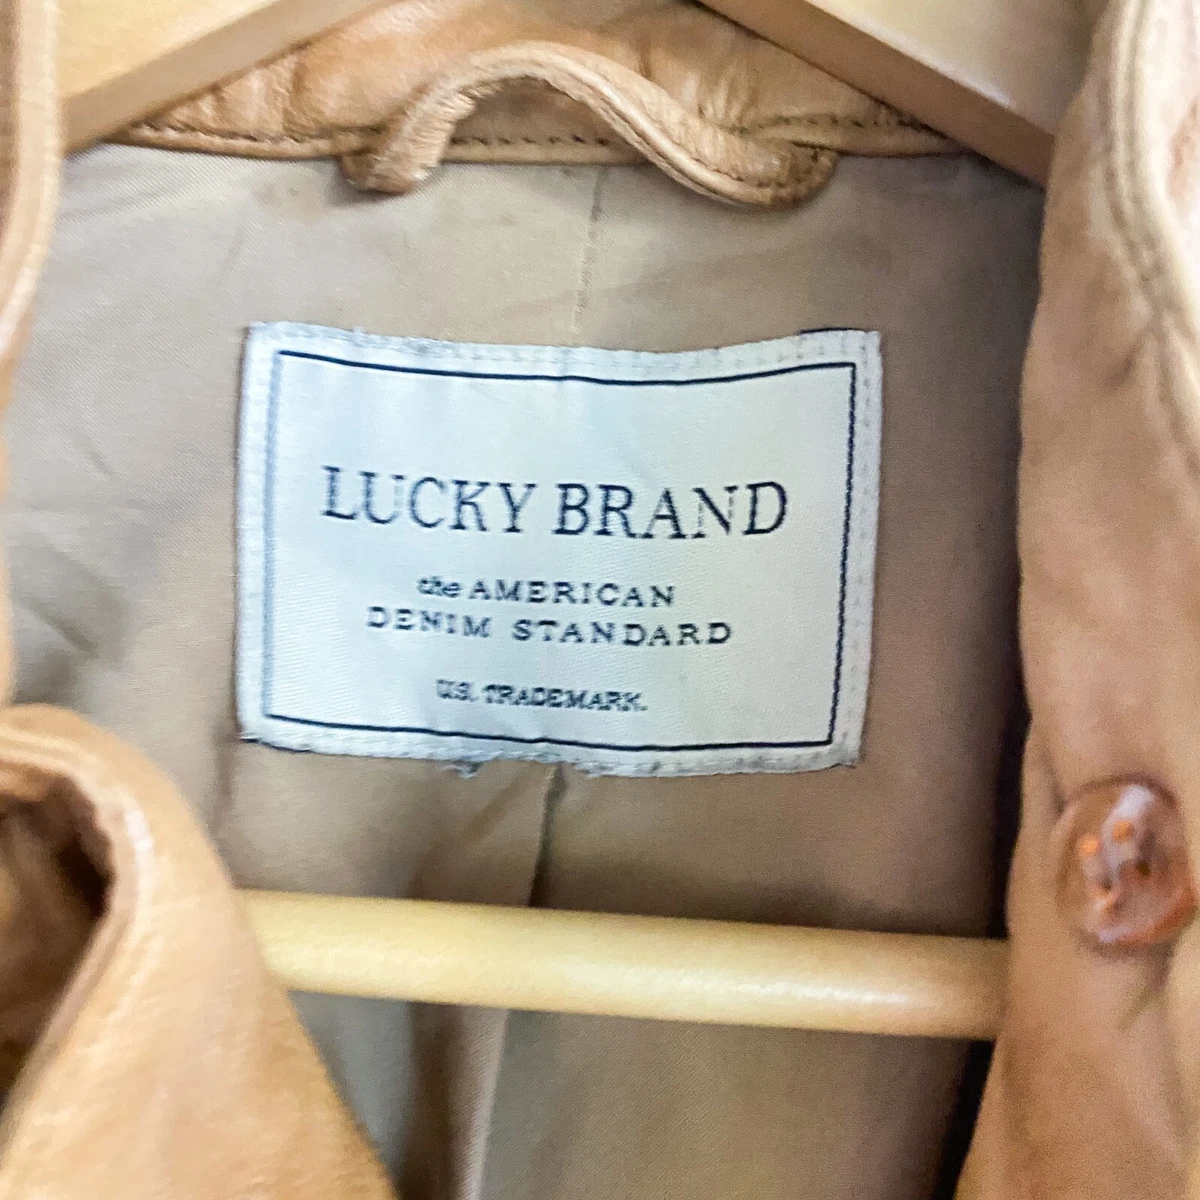 LUCKY BRAND
the AMERICAN
DENIM STANDARD
U.S. TRADEMARK.